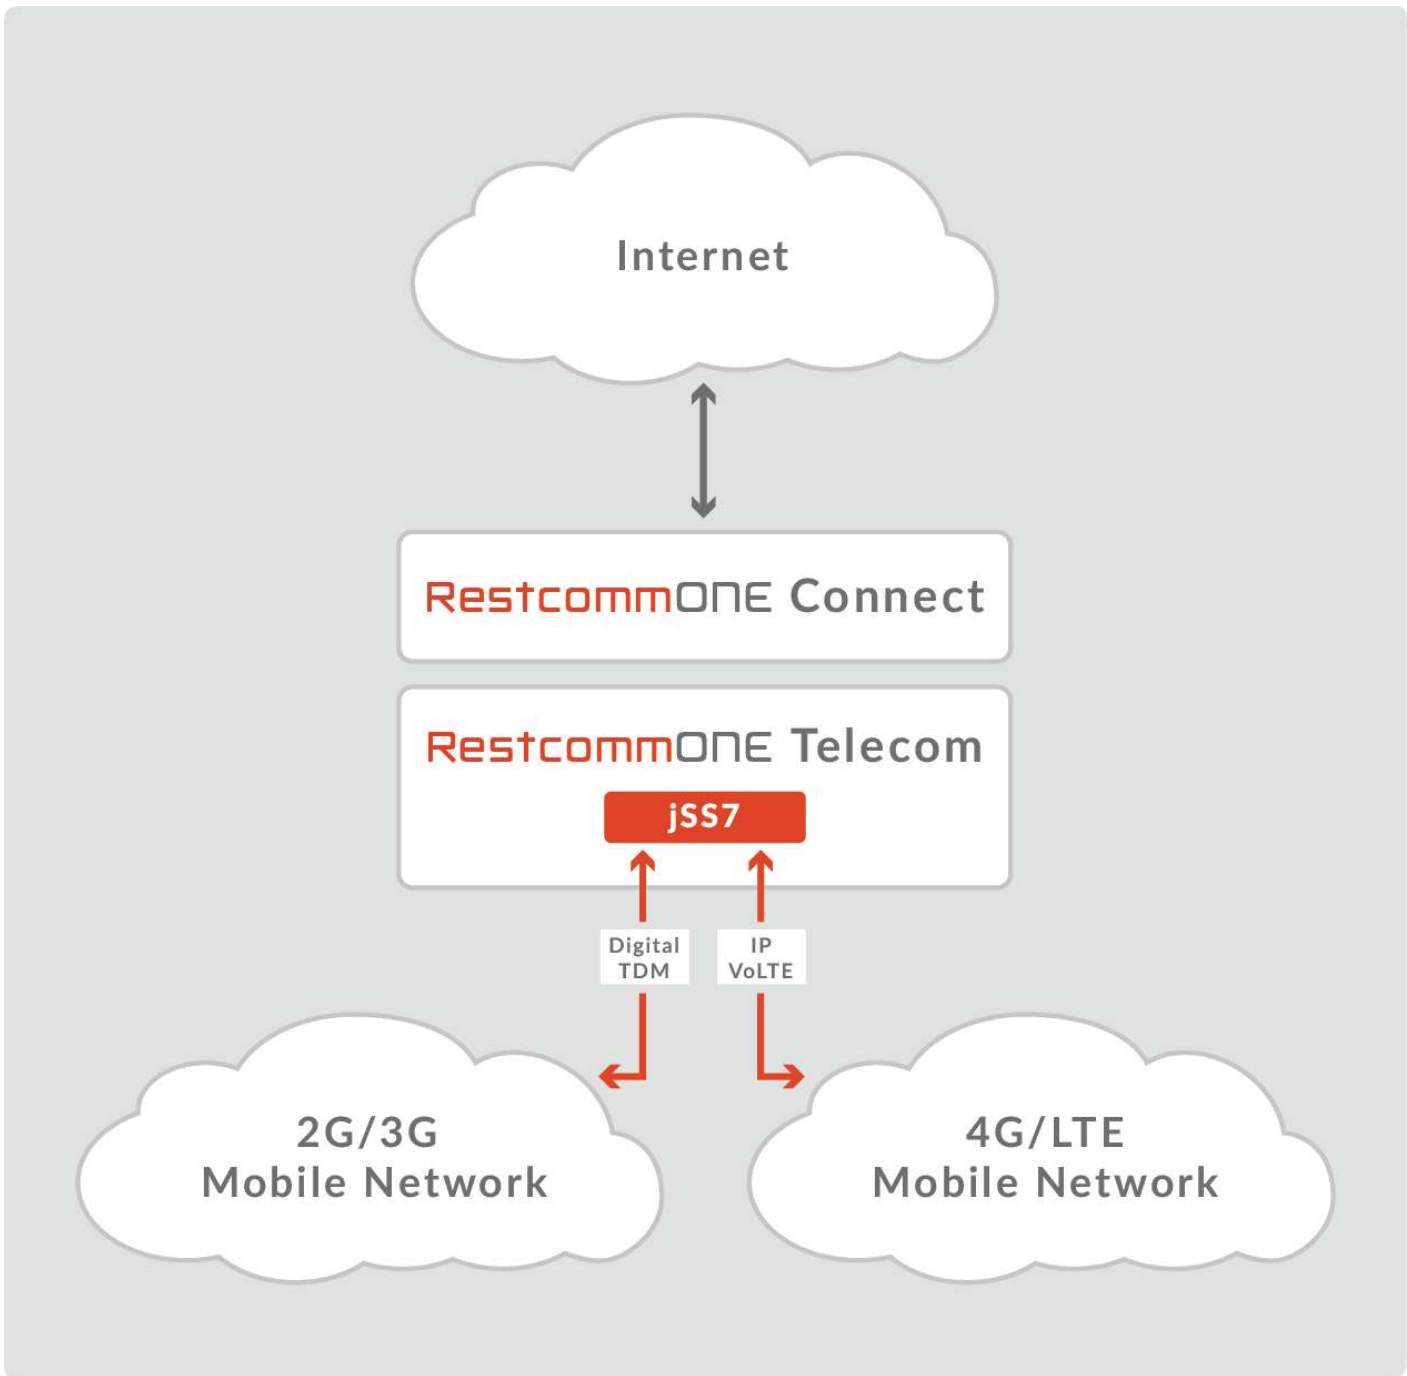 Internet
RestcommONE Connect
RestcommONE Telecom
jSS7
Digital
TDM
IP
VoLTE
2G/3G
Mobile Network
4G/LTE
Mobile Network